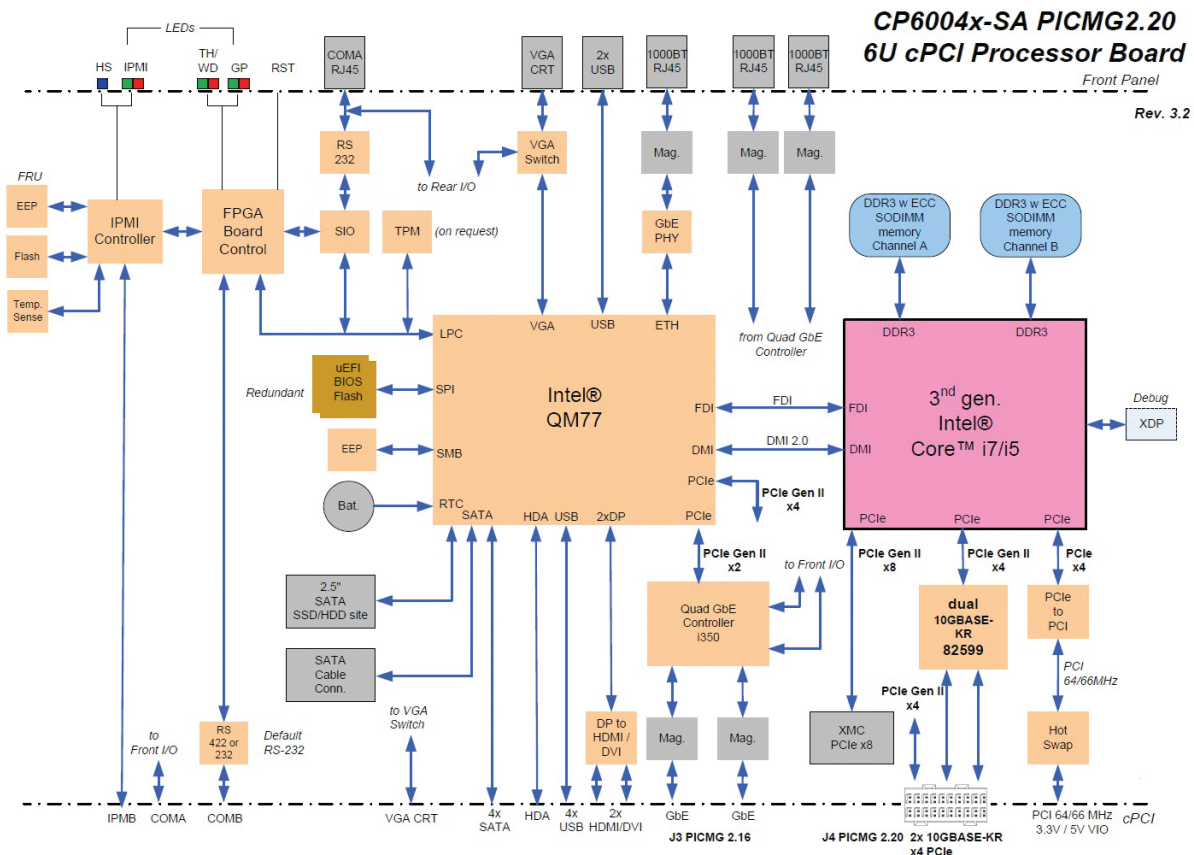 CP6004x-SA PICMG2.20
6U cPCI Processor Board
Front Panel
Rev. 3.2
LEDs
HS
IPMI
TH/
WD
GP
RST
COMA
RJ45
VGA
CRT
2x
USB
1000BT
RJ45
1000BT
RJ45
1000BT
RJ45
RS
232
to Rear I/O
VGA
Switch
Mag.
Mag.
Mag.
FRU
EEP
Flash
Temp.
Sense
IPMI
Controller
FPGA
Board
Control
SIO
TPM
(on request)
GbE
PHY
DDR3 w ECC
SODIMM
memory
Channel A
DDR3 w ECC
SODIMM
memory
Channel B
from Quad GbE
Controller
LPC
VGA
USB
ETH
DDR3
DDR3
Redundant
uEFI
BIOS
Flash
SPI
Intel®
QM77
FDI
FDI
FDI
3nd gen.
Intel®
Core™ i7/i5
Debug
XDP
EEP
SMB
DMI
DMI 2.0
DMI
Bat.
RTC
SATA
HDA
USB
2xDP
PCIe
PCIe
PCIe Gen II
x4
PCIe
PCIe
PCIe
PCIe Gen II
x2
PCIe Gen II
x8
PCIe Gen II
x4
PCIe
x4
to Front I/O
2.5"
SATA
SSD/HDD site
SATA
Cable
Conn.
Quad GbE
Controller
i350
dual
10GBASE-
KR
82599
PCIe
to
PCI
PCI
64/66MHz
PCIe Gen II
x4
to
Front I/O
RS
422 or
232
Default
RS-232
to VGA
Switch
DP to
HDMI /
DVI
Mag.
Mag.
XMC
PCIe x8
Hot
Swap
IPMB
COMA
COMB
VGA CRT
4x
SATA
HDA
4x
USB
2x
HDMI/DVI
GbE
GbE
J3 PICMG 2.16
J4 PICMG 2.20
2x 10GBASE-KR
x4 PCIe
PCI 64/66 MHz
3.3V / 5V VIO
cPCI